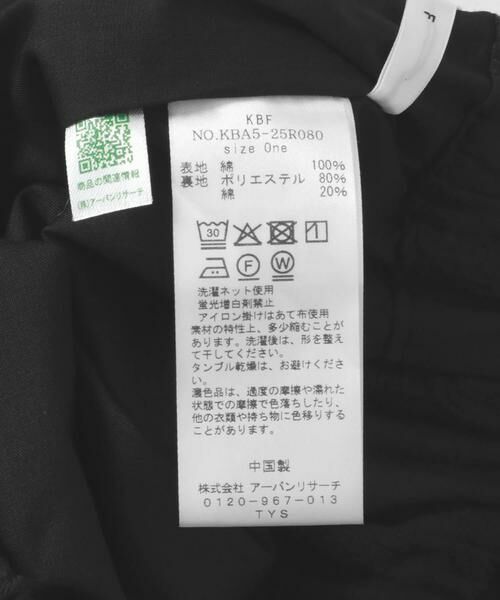 F
KBF
NO.KBA5-25R080
size One
表地 綿 100%
裏地 ポリエステル 80%
綿 20%
30
商品の関連情報
(株)アーバンリサーチ
F
W
洗濯ネット使用
蛍光増白剤禁止
アイロン掛けはあて布使用
素材の特性上、多少縮むことが
あります。洗濯後は、形を整え
て干してください。
タンブル乾燥は、お避けくださ
い。
濃色品は、過度の摩擦や濡れた
状態での摩擦で色落ちしたり、
他の衣類や持ち物に色移りする
ことがあります。
中国製
株式会社 アーバンリサーチ
0120-967-013
TYS